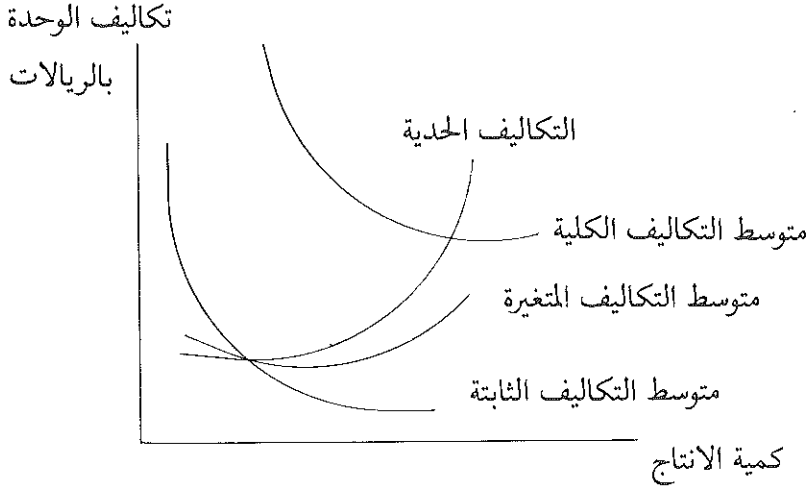 تكاليف الوحدة
بالريالات
التكاليف الحدية
متوسط التكاليف الكلية
متوسط التكاليف المتغيرة
متوسط التكاليف الثابتة
كمية الانتاج